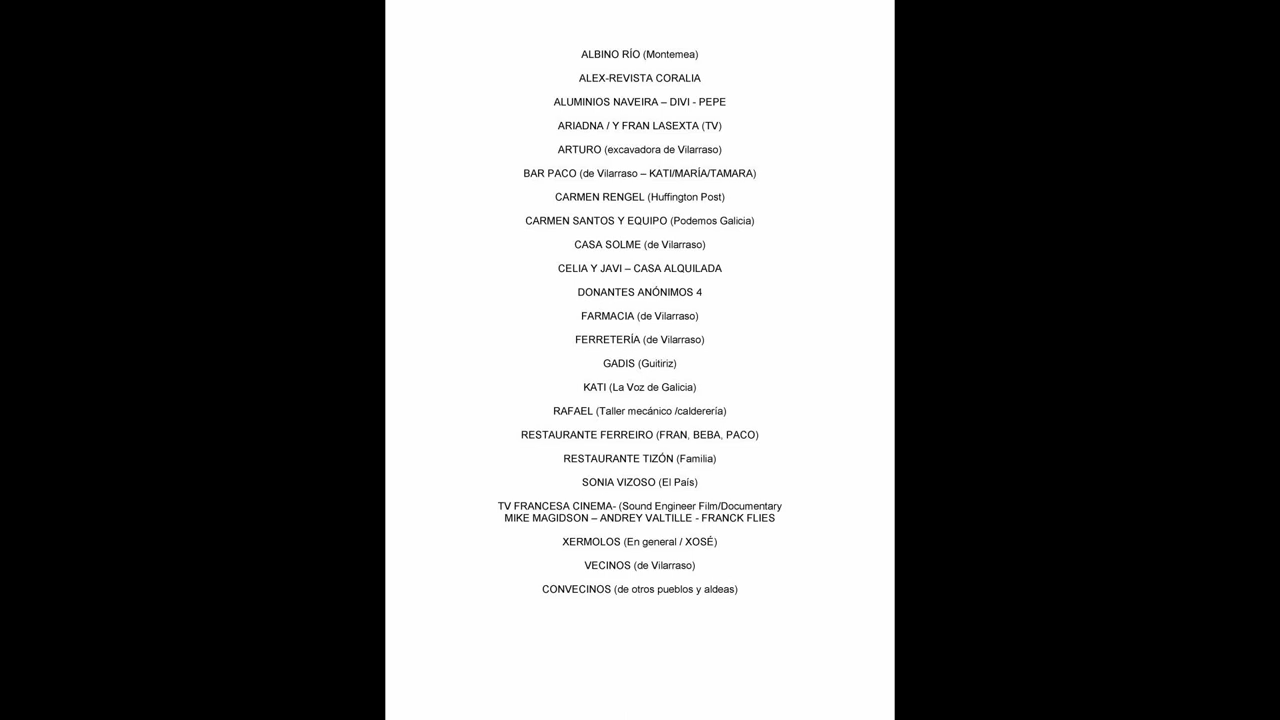 ALBINO RÍO (Montemea)
ALEX-REVISTA CORALIA
ALUMINIOS NAVEIRA – DIVI - PEPE
ARIADNA / Y FRAN LASEXTA (TV)
ARTURO (excavadora de Vilarraso)
BAR PACO (de Vilarraso – KATI/MARÍA/TAMARA)
CARMEN RENGEL (Huffington Post)
CARMEN SANTOS Y EQUIPO (Podemos Galicia)
CASA SOLME (de Vilarraso)
CELIA Y JAVI – CASA ALQUILADA
DONANTES ANÓNIMOS 4
FARMACIA (de Vilarraso)
FERRETERÍA (de Vilarraso)
GADIS (Guitiriz)
KATI (La Voz de Galicia)
RAFAEL (Taller mecánico /calderería)
RESTAURANTE FERREIRO (FRAN, BEBA, PACO)
RESTAURANTE TIZÓN (Familia)
SONIA VIZOSO (El País)
TV FRANCESA CINEMA- (Sound Engineer Film/Documentary
MIKE MAGIDSON – ANDREY VALTILLE - FRANCK FLIES
XERMOLOS (En general / XOSÉ)
VECINOS (de Vilarraso)
CONVECINOS (de otros pueblos y aldeas)